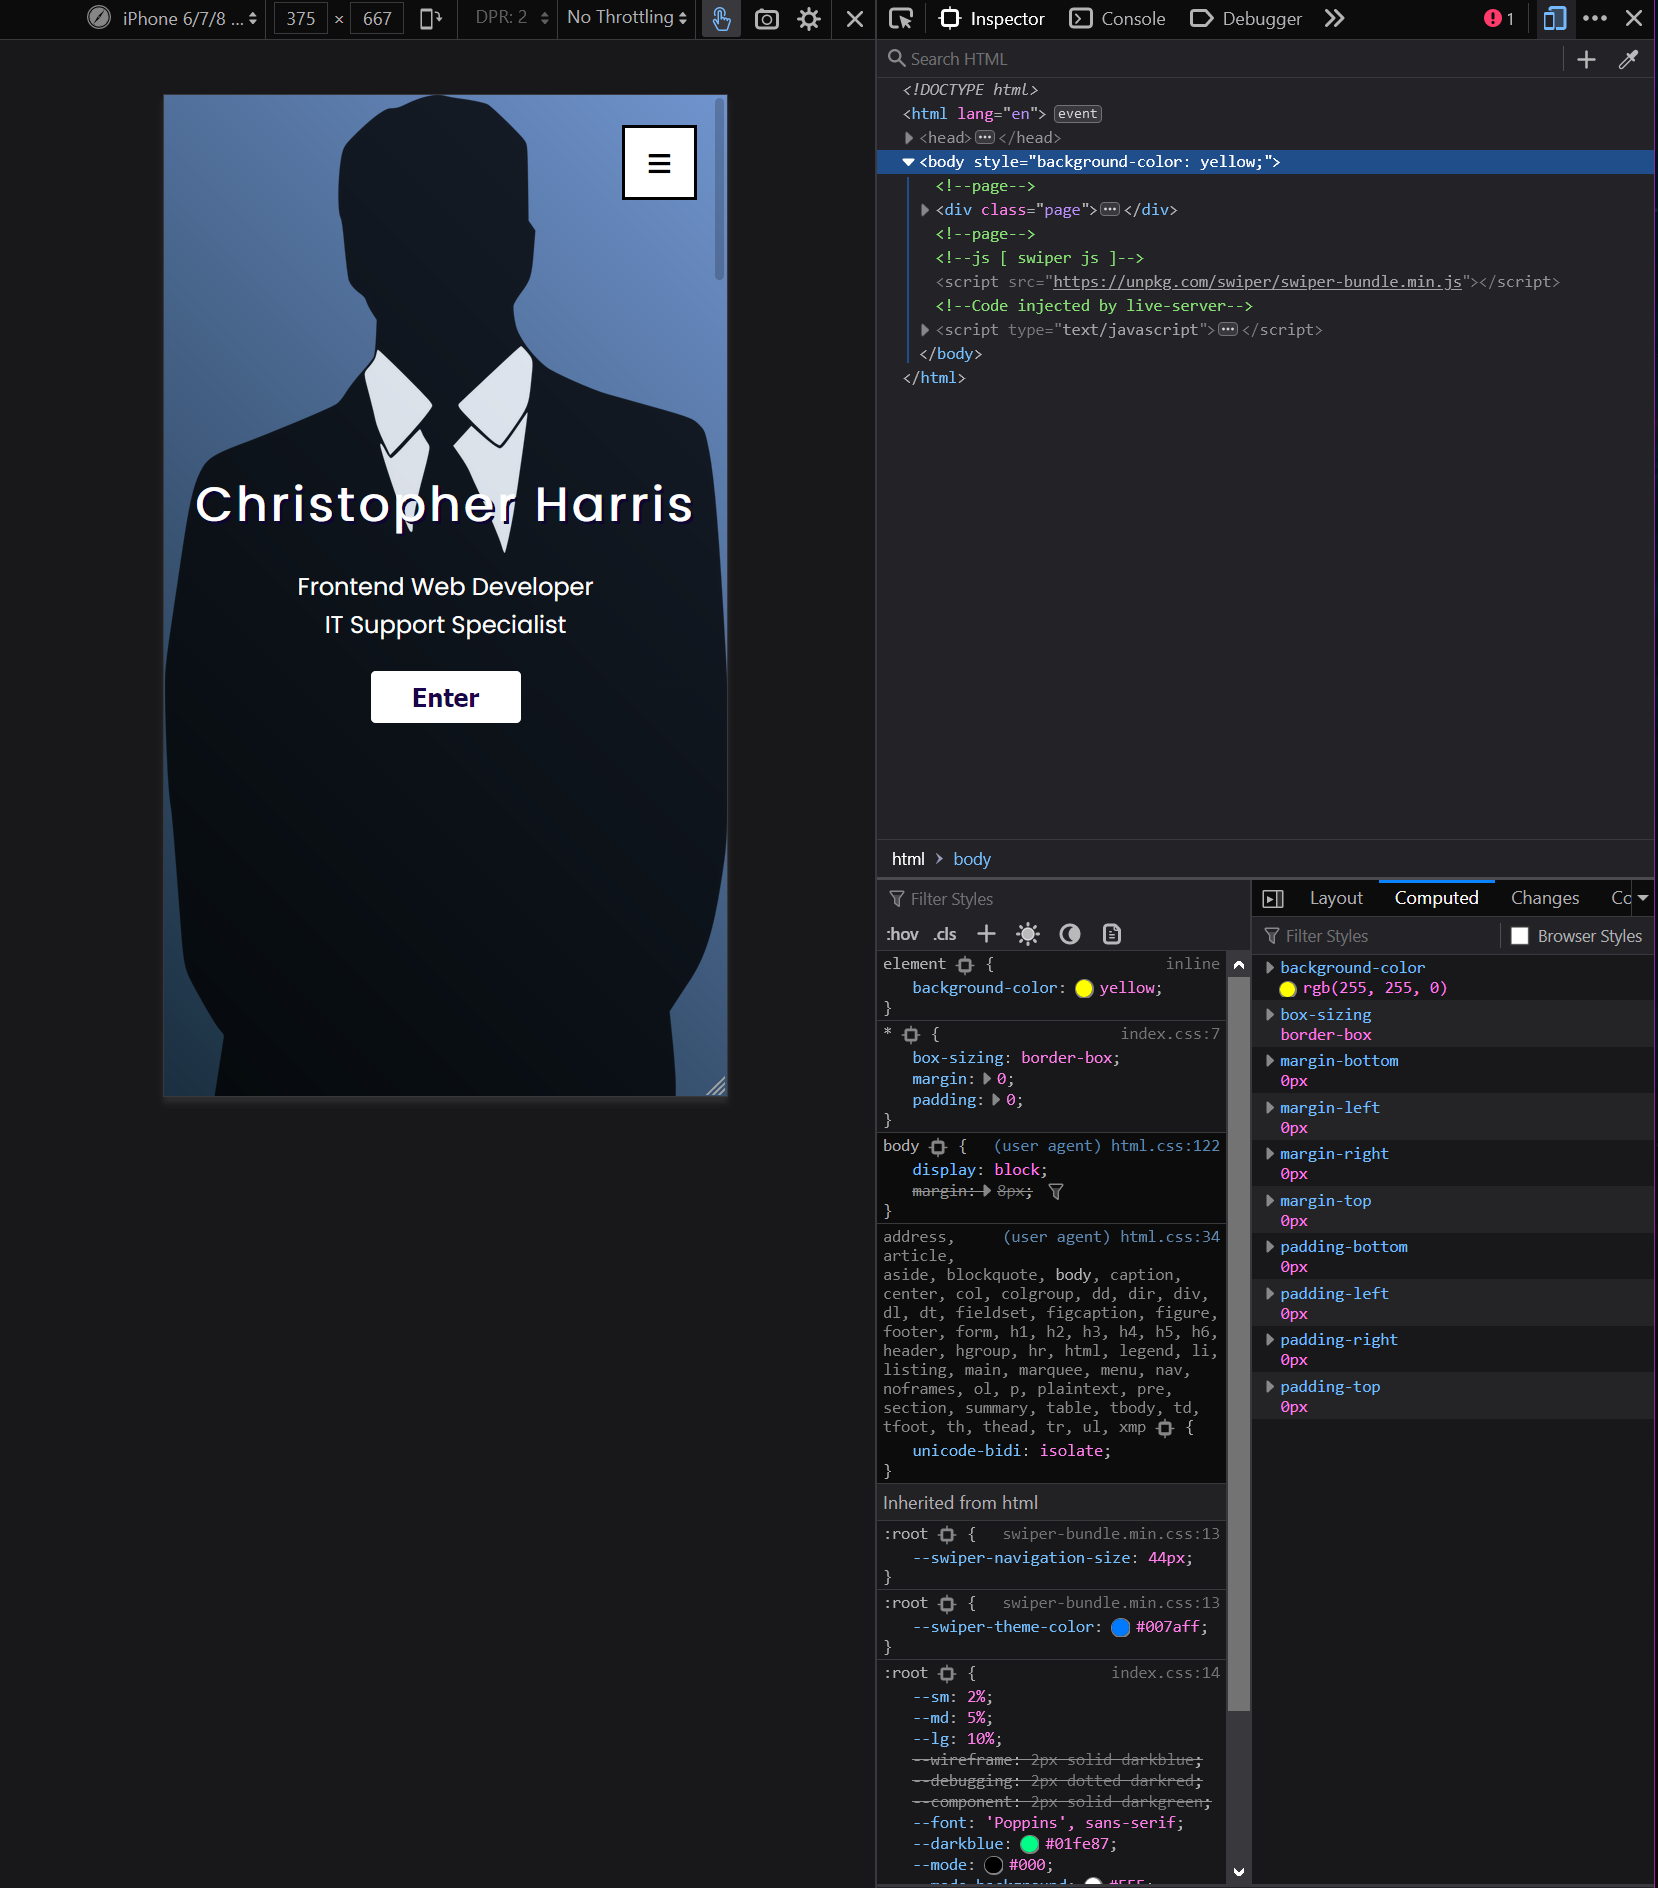 iPhone 6/7/8 ...
375 × 667
DPR: 2
No Throttling
Christopher Harris
Frontend Web Developer
IT Support Specialist
Enter
Inspector
Console
Debugger
1
Search HTML
<!DOCTYPE html>
<html lang="en"> event
<head> ••• </head>
<body style="background-color: yellow;">
<!--page-->
<div class="page"> ••• </div>
<!--page-->
<!--js [ swiper js ]-->
<script src="https://unpkg.com/swiper/swiper-bundle.min.js"></script>
<!--Code injected by live-server-->
<script type="text/javascript"> ••• </script>
</body>
</html>
html > body
Filter Styles
:hov .cls
element { inline
background-color: yellow;
}
* { index.css:7
box-sizing: border-box;
margin: 0;
padding: 0;
}
body { (user agent) html.css:122
display: block;
margin: 8px;
}
address, (user agent) html.css:34
article,
aside, blockquote, body, caption,
center, col, colgroup, dd, dir, div,
dl, dt, fieldset, figcaption, figure,
footer, form, h1, h2, h3, h4, h5, h6,
header, hgroup, hr, html, legend, li,
listing, main, marquee, menu, nav,
noframes, ol, p, plaintext, pre,
section, summary, table, tbody, td,
tfoot, th, thead, tr, ul, xmp {
unicode-bidi: isolate;
}
Inherited from html
:root { swiper-bundle.min.css:13
--swiper-navigation-size: 44px;
}
:root { swiper-bundle.min.css:13
--swiper-theme-color: #007aff;
}
:root { index.css:14
--sm: 2%;
--md: 5%;
--lg: 10%;
--wireframe: 2px solid darkblue;
--debugging: 2px dotted darkred;
--component: 2px solid darkgreen;
--font: 'Poppins', sans-serif;
--darkblue: #01fe87;
--mode: #000;
Layout
Computed
Changes
Co
Filter Styles
Browser Styles
background-color
rgb(255, 255, 0)
box-sizing
border-box
margin-bottom
0px
margin-left
0px
margin-right
0px
margin-top
0px
padding-bottom
0px
padding-left
0px
padding-right
0px
padding-top
0px